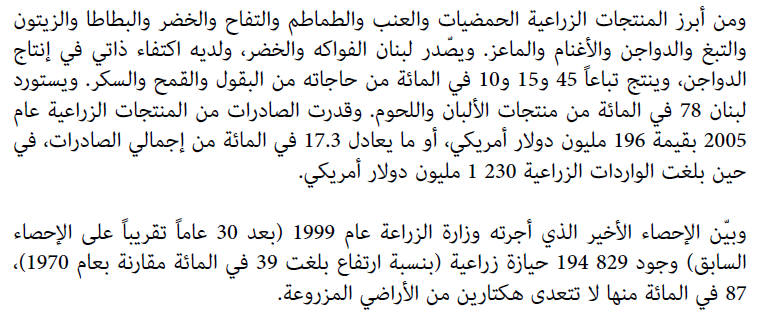 ومن أبرز المنتجات الزراعية الحمضيات والعنب والطماطم والتفاح والخضر والبطاطا والزيتون
والتبغ والدواجن والأغنام والماعز. ويصّدر لبنان الفواكه والخضر، ولديه اكتفاء ذاتي في إنتاج
الدواجن، وينتج تباعاً 45 و15 و10 في المائة من حاجاته من البقول والقمح والسكر. ويستورد
لبنان 78 في المائة من منتجات الألبان واللحوم. وقدرت الصادرات من المنتجات الزراعية عام
2005 بقيمة 196 مليون دولار أمريكي، أو ما يعادل 17.3 في المائة من إجمالي الصادرات، في
حين بلغت الواردات الزراعية 230 1 مليون دولار أمريكي.
وبيّن الإحصاء الأخير الذي أجرته وزارة الزراعة عام 1999 (بعد 30 عاماً تقريباً على الإحصاء
السابق) وجود 829 194 حيازة زراعية (بنسبة ارتفاع بلغت 39 في المائة مقارنة بعام 1970)،
87 في المائة منها لا تتعدى هكتارين من الأراضي المزروعة.